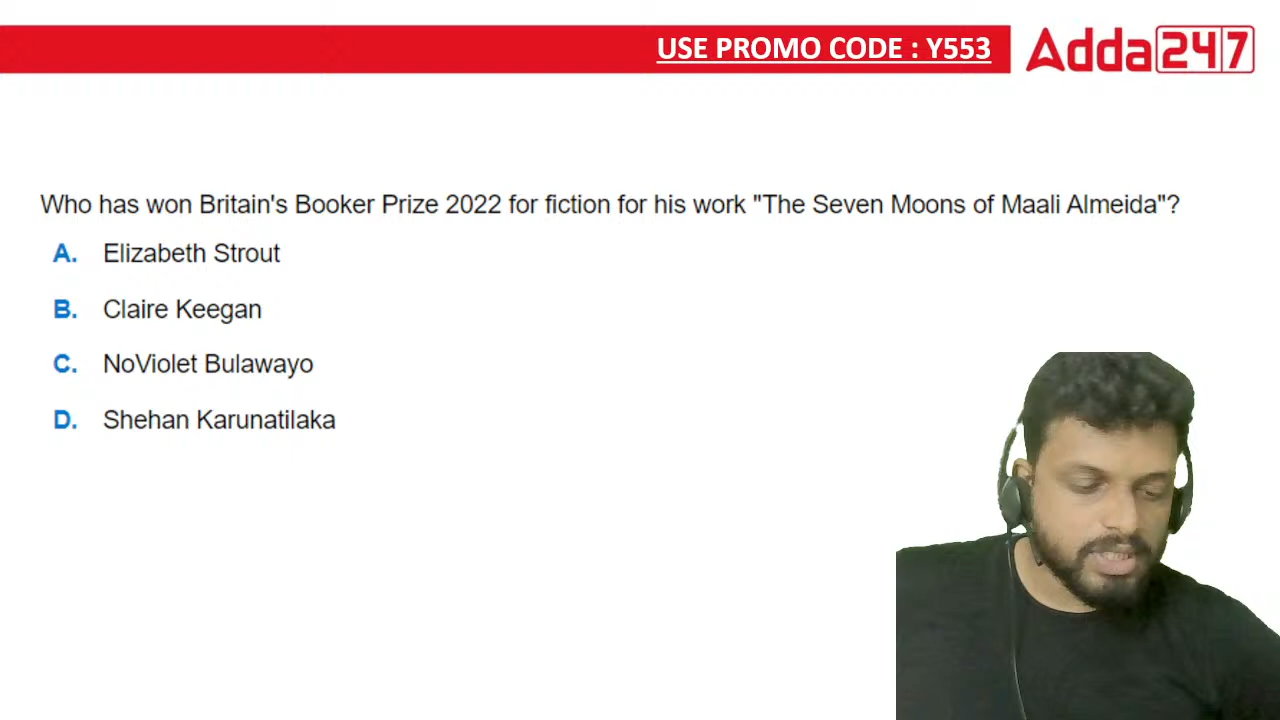 USE PROMO CODE : Y553
Adda247
Who has won Britain's Booker Prize 2022 for fiction for his work "The Seven Moons of Maali Almeida"?
A. Elizabeth Strout
B. Claire Keegan
C. NoViolet Bulawayo
D. Shehan Karunatilaka